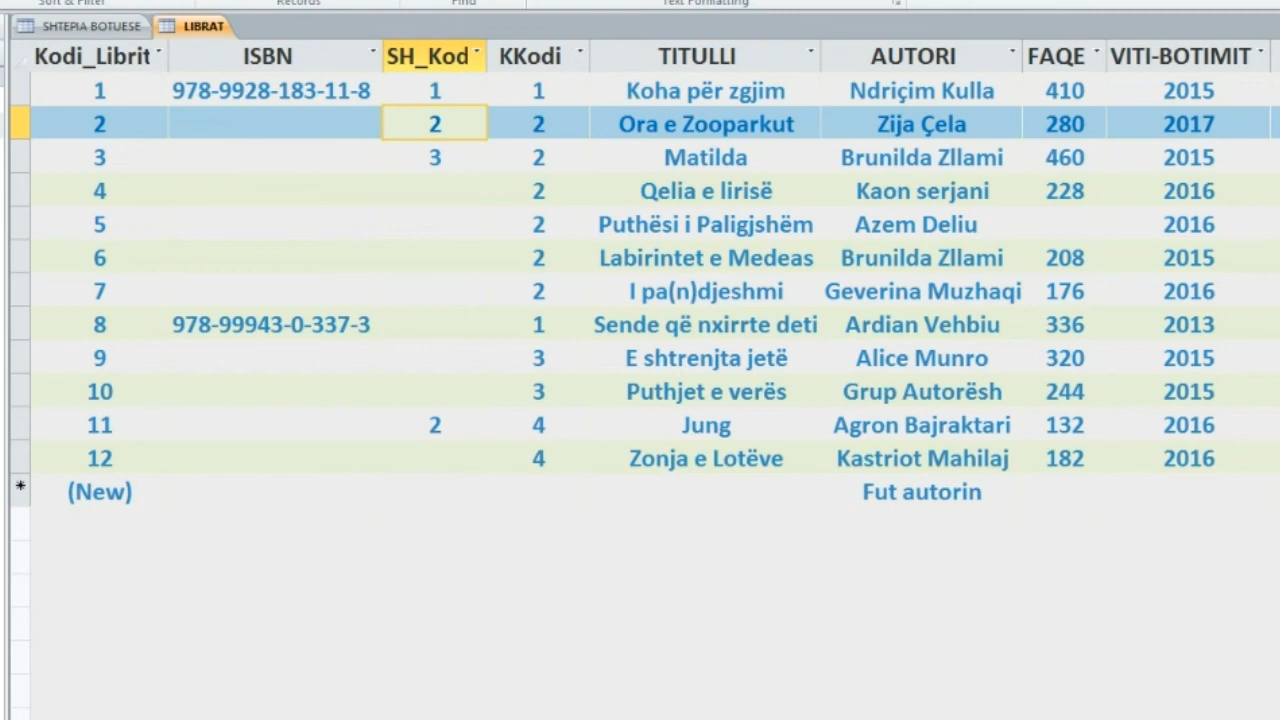 Sort & Filter Records Find Text Formatting
SHTEPIA BOTUESE LIBRAT
Kodi_Librit ISBN SH_Kod KKodi TITULLI AUTORI FAQE VITI-BOTIMIT
1 978-9928-183-11-8 1 1 Koha për zgjim Ndriçim Kulla 410 2015
2 2 2 Ora e Zooparkut Zija Çela 280 2017
3 3 2 Matilda Brunilda Zllami 460 2015
4 2 Qelia e lirisë Kaon serjani 228 2016
5 2 Puthësi i Paligjshëm Azem Deliu 2016
6 2 Labirintet e Medeas Brunilda Zllami 208 2015
7 2 I pa(n)djeshmi Geverina Muzhaqi 176 2016
8 978-99943-0-337-3 1 Sende që nxirrte deti Ardian Vehbiu 336 2013
9 3 E shtrenjta jetë Alice Munro 320 2015
10 3 Puthjet e verës Grup Autorësh 244 2015
11 2 4 Jung Agron Bajraktari 132 2016
12 4 Zonja e Lotëve Kastriot Mahilaj 182 2016
* (New) Fut autorin